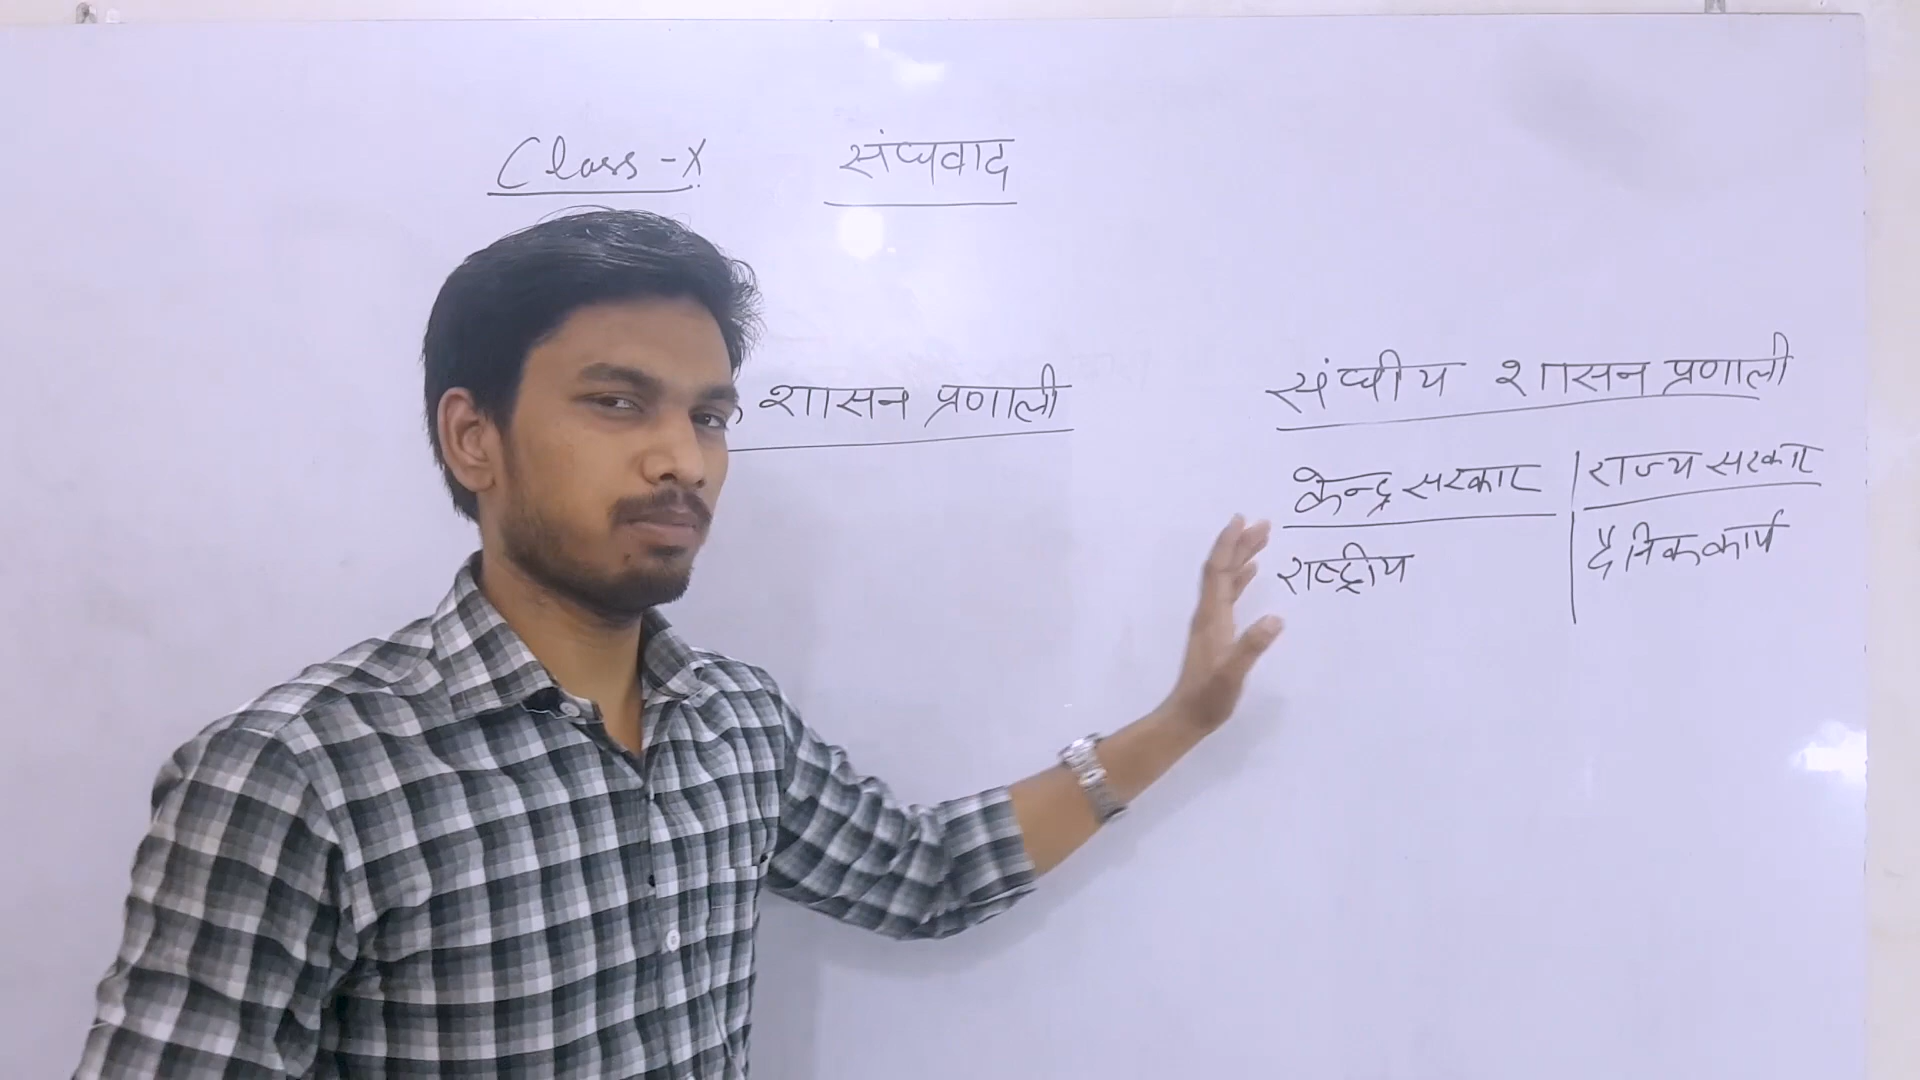 Class-X संघवाद
शासन प्रणाली
संघीय शासन प्रणाली
केन्द्र सरकार राज्य सरकार
राष्ट्रीय दैनिक कार्य